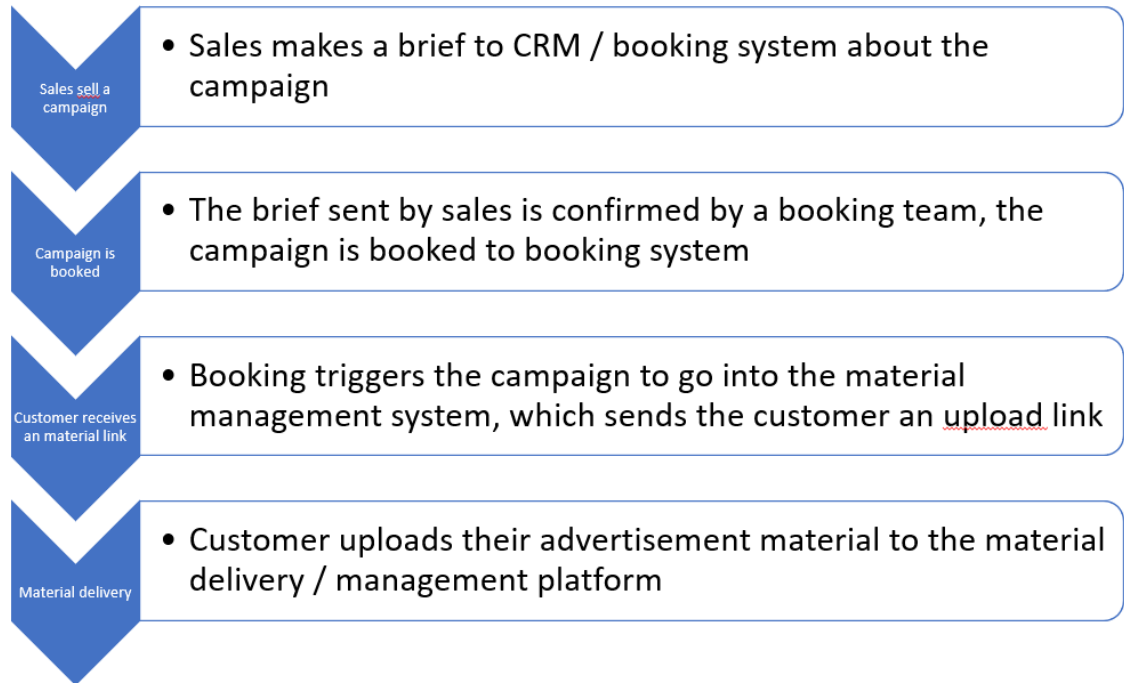 Sales sell a
campaign
• Sales makes a brief to CRM / booking system about the
campaign
Campaign is
booked
• The brief sent by sales is confirmed by a booking team, the
campaign is booked to booking system
Customer receives
an material link
• Booking triggers the campaign to go into the material
management system, which sends the customer an upload link
Material delivery
• Customer uploads their advertisement material to the material
delivery / management platform